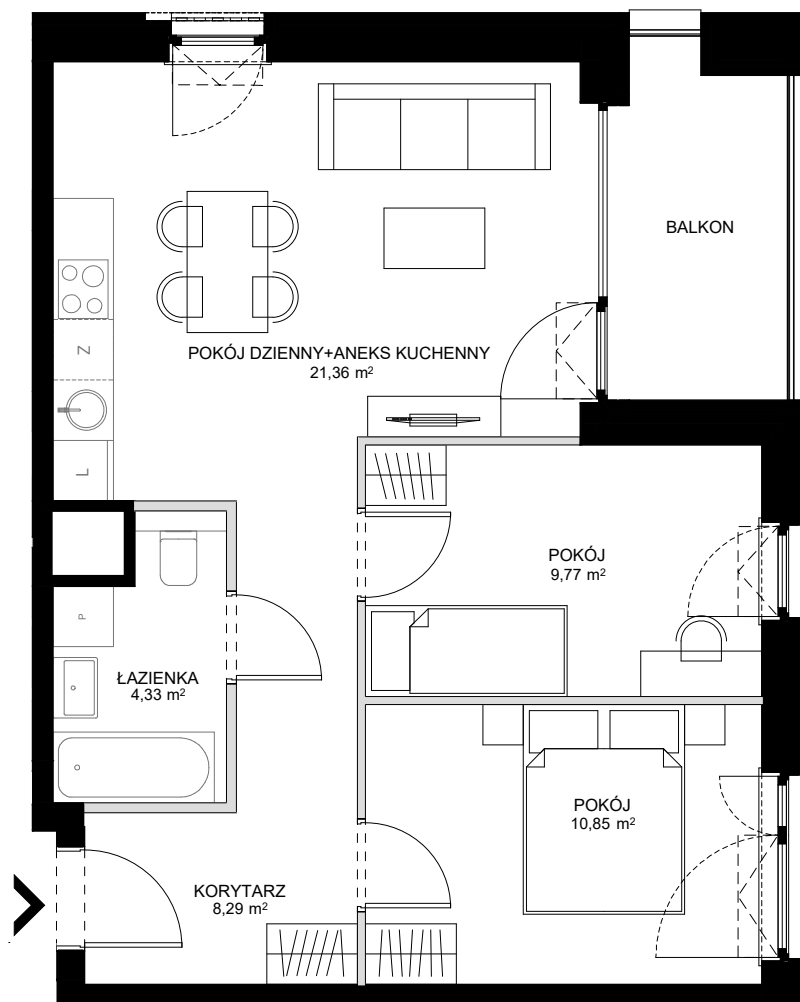 BALKON
POKÓJ DZIENNY+ANEKS KUCHENNY
21,36 m²
Z
L
POKÓJ
9,77 m²
P
ŁAZIENKA
4,33 m²
POKÓJ
10,85 m²
KORYTARZ
8,29 m²